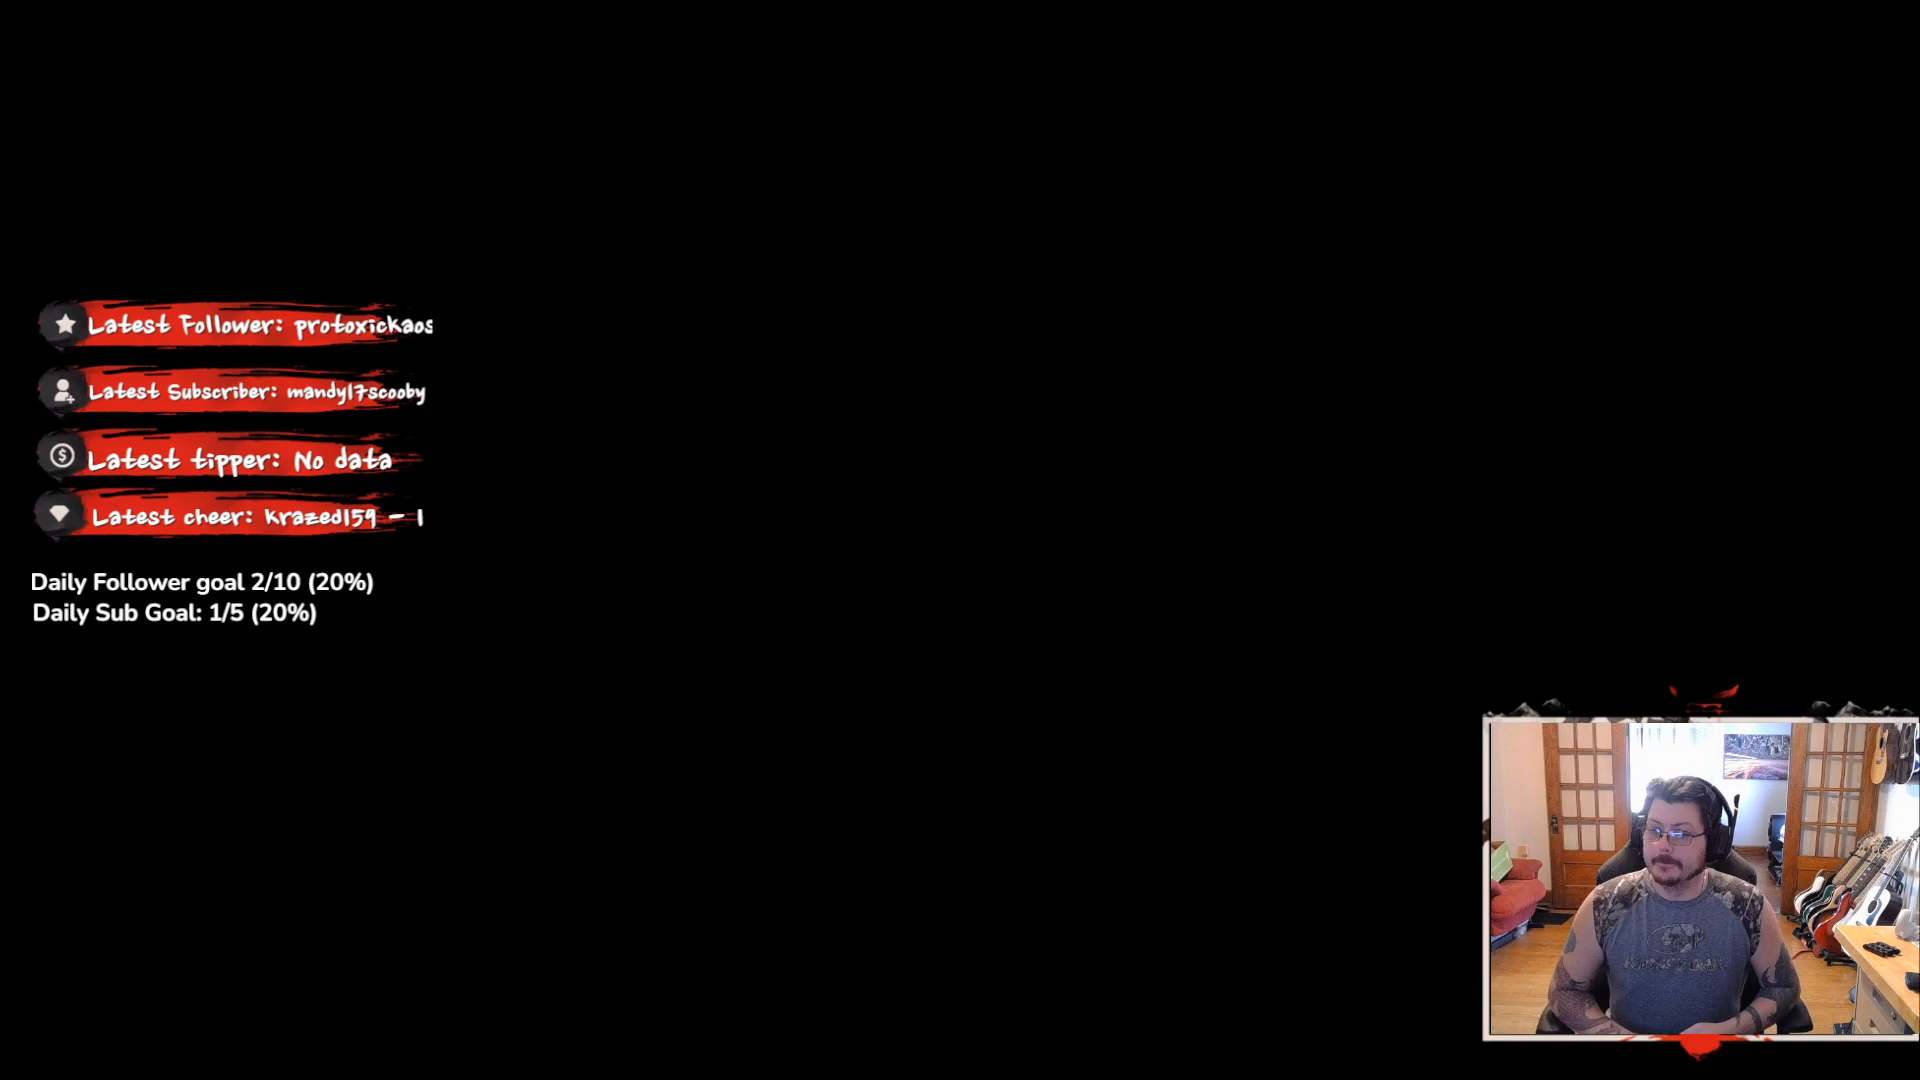 Latest Follower: protoxickaos
Latest Subscriber: mandy17scooby
Latest tipper: No data
Latest cheer: krazed159 - 1
Daily Follower goal 2/10 (20%)
Daily Sub Goal: 1/5 (20%)